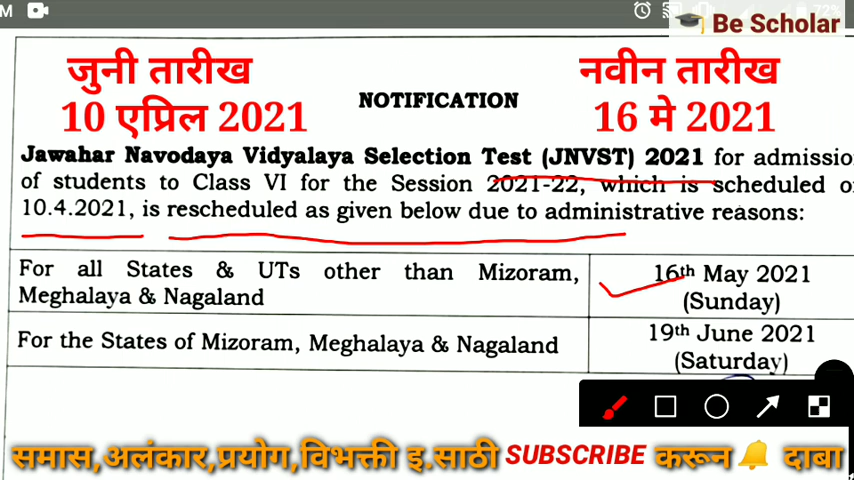 M
72%
Be Scholar
जुनी तारीख
नवीन तारीख
10 एप्रिल 2021
NOTIFICATION
16 मे 2021
Jawahar Navodaya Vidyalaya Selection Test (JNVST) 2021 for admissio
of students to Class VI for the Session 2021-22, which is scheduled o
10.4.2021, is rescheduled as given below due to administrative reasons:
For all States & UTs other than Mizoram, Meghalaya & Nagaland
16th May 2021 (Sunday)
For the States of Mizoram, Meghalaya & Nagaland
19th June 2021 (Saturday)
समास,अलंकार,प्रयोग,विभक्ती इ.साठी SUBSCRIBE करून दाबा